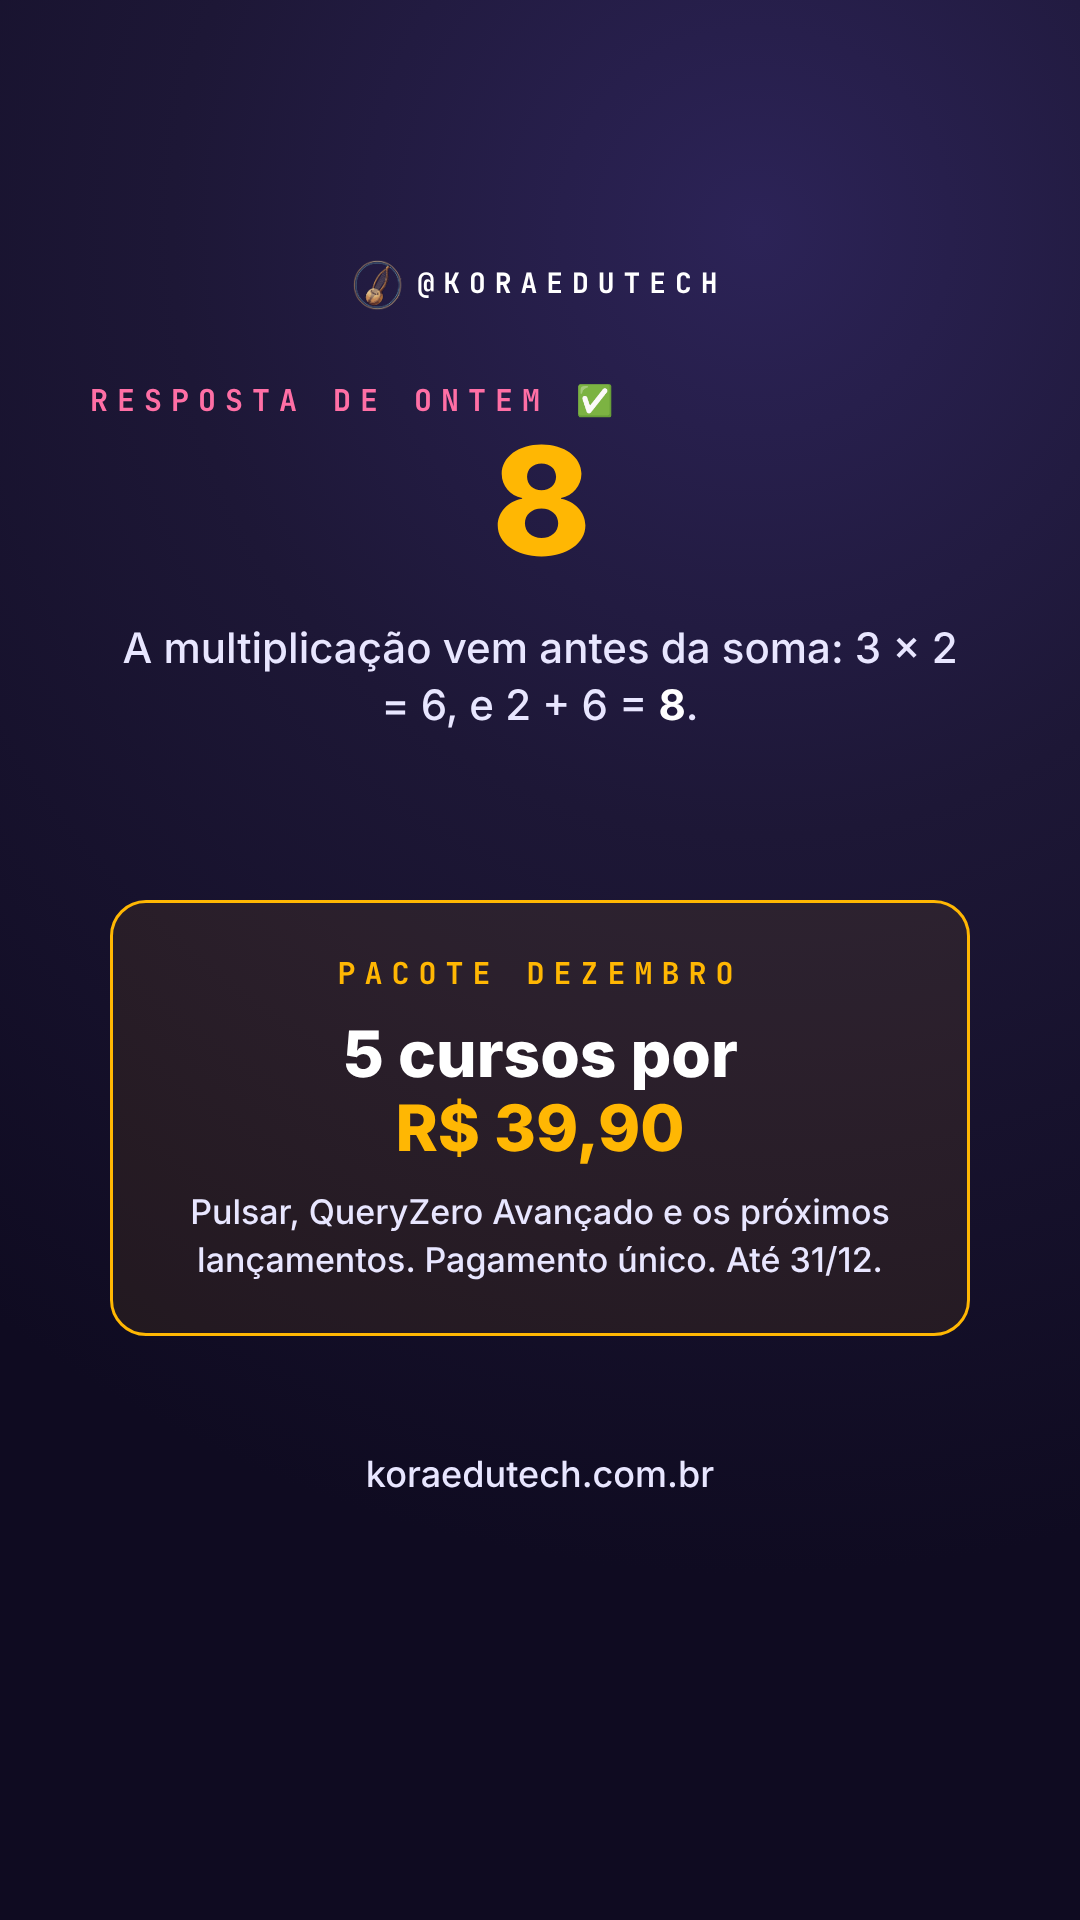 @KORAEDUTECH
RESPOSTA DE ONTEM ✅
8
A multiplicação vem antes da soma: 3 × 2
= 6, e 2 + 6 = 8.
PACOTE DEZEMBRO
5 cursos por
R$ 39,90
Pulsar, QueryZero Avançado e os próximos
lançamentos. Pagamento único. Até 31/12.
koraedutech.com.br